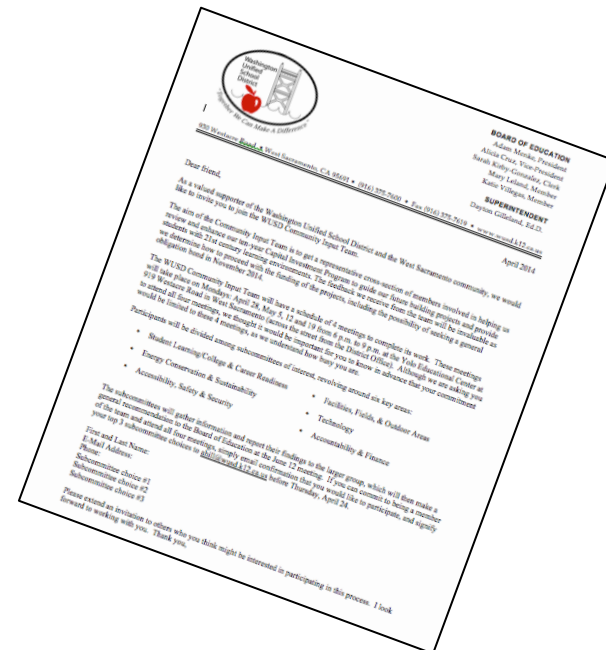 Washington
Unified
School
District
"Together We Can Make A Difference"
BOARD OF EDUCATION
Adam Menke, President
Alicia Cruz, Vice-President
Sarah Kirby-Gonzalez, Clerk
Mary Leland, Member
Katie Villegas, Member
SUPERINTENDENT
Dayton Gilleland, Ed.D.
930 Westacre Road • West Sacramento, CA 95691 • (916) 375-7600 • Fax (916) 375-7619 • www.wusd.k12.ca.us
April 2014
Dear friend,
As a valued supporter of the Washington Unified School District and the West Sacramento community, we would
like to invite you to join the WUSD Community Input Team.
The aim of the Community Input Team is to get a representative cross-section of members involved in helping us
review and enhance our ten-year Capital Investment Program to guide our future building projects and provide
students with 21st century learning environments. The feedback we receive from the team will be invaluable as
we determine how to proceed with the funding of the projects, including the possibility of seeking a general
obligation bond in November 2014.
The WUSD Community Input Team will have a schedule of 4 meetings to complete its work. These meetings
will take place on Mondays: April 28, May 5, 12 and 19 from 6 p.m. to 9 p.m. at the Yolo Educational Center at
919 Westacre Road in West Sacramento (across the street from the District Office). Although we are asking you
to attend all four meetings, we thought it would be important for you to know in advance that your commitment
would be limited to these 4 meetings, as we understand how busy you are.
Participants will be divided among subcommittees of interest, revolving around six key areas:
• Student Learning/College & Career Readiness
• Energy Conservation & Sustainability
• Accessibility, Safety & Security
• Facilities, Fields, & Outdoor Areas
• Technology
• Accountability & Finance
The subcommittees will gather information and report their findings to the larger group, which will then make a
general recommendation to the Board of Education at the June 12 meeting. If you can commit to being a member
of the team and attend all four meetings, simply email confirmation that you would like to participate, and signify
your top 3 subcommittee choices to before Thursday, April 24.
First and Last Name:
E-Mail Address:
Phone:
Subcommittee choice #1
Subcommittee choice #2
Subcommittee choice #3
Please extend an invitation to others who you think might be interested in participating in this process. I look
forward to working with you. Thank you,